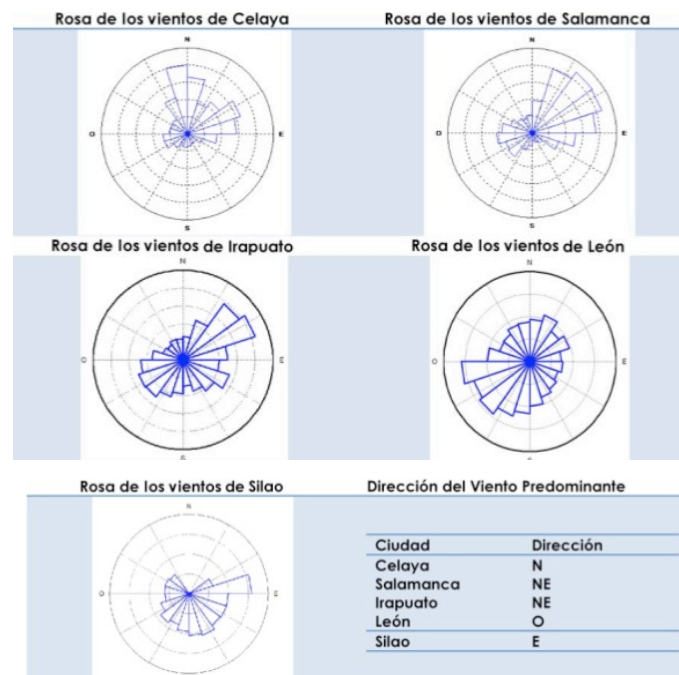 Rosa de los vientos de Celaya
Rosa de los vientos de Salamanca
N
O
E
S
N
O
E
S
Rosa de los vientos de Irapuato
Rosa de los vientos de León
N
O
E
S
N
O
E
S
Rosa de los vientos de Silao
Dirección del Viento Predominante
N
O
E
Ciudad Dirección
Celaya N
Salamanca NE
Irapuato NE
León O
Silao E